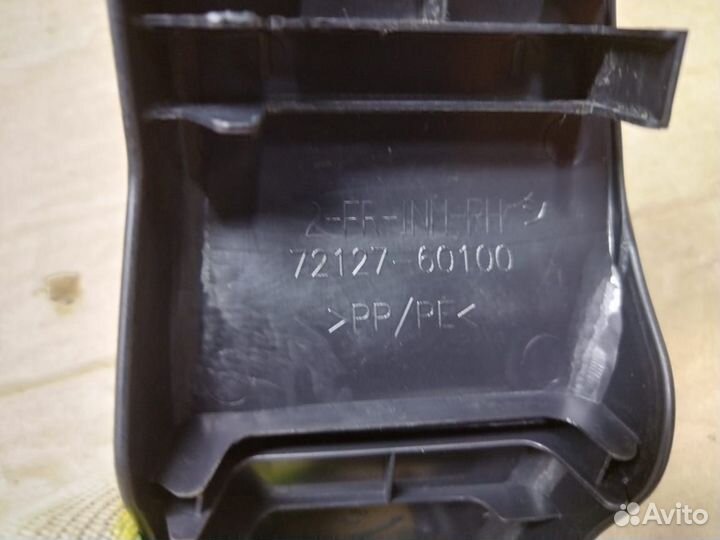 2-FR-INN-RH
72127-60100
>PP/PE<
Avito